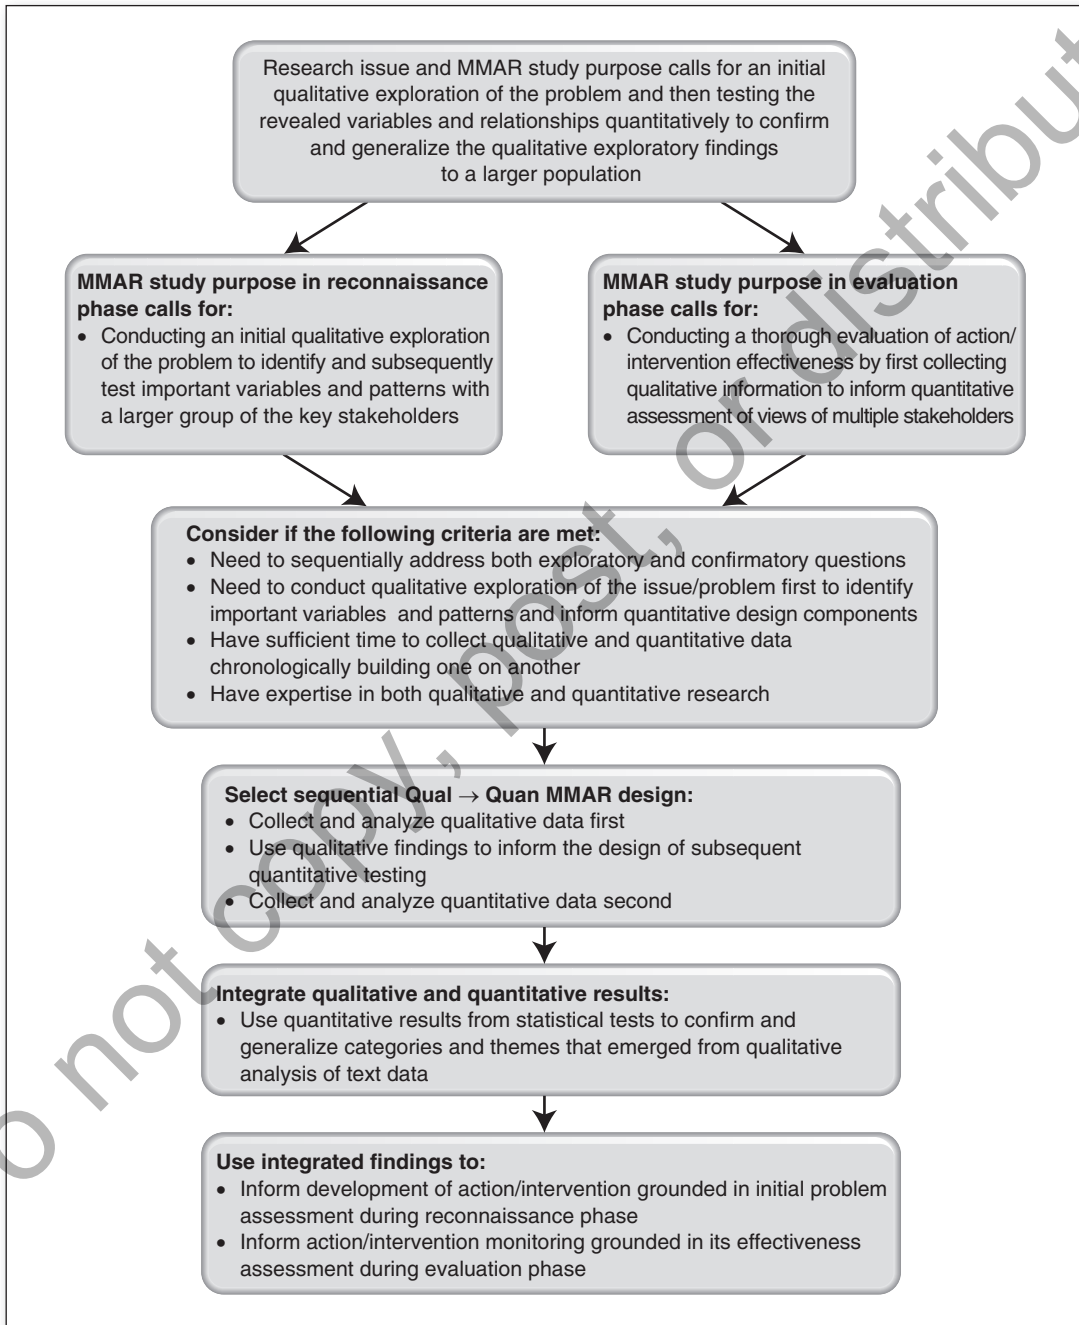 Research issue and MMAR study purpose calls for an initial
qualitative exploration of the problem and then testing the
revealed variables and relationships quantitatively to confirm
and generalize the qualitative exploratory findings
to a larger population
MMAR study purpose in reconnaissance
phase calls for:
• Conducting an initial qualitative exploration
of the problem to identify and subsequently
test important variables and patterns with
a larger group of the key stakeholders
MMAR study purpose in evaluation
phase calls for:
• Conducting a thorough evaluation of action/
intervention effectiveness by first collecting
qualitative information to inform quantitative
assessment of views of multiple stakeholders
Consider if the following criteria are met:
• Need to sequentially address both exploratory and confirmatory questions
• Need to conduct qualitative exploration of the issue/problem first to identify
important variables and patterns and inform quantitative design components
• Have sufficient time to collect qualitative and quantitative data
chronologically building one on another
• Have expertise in both qualitative and quantitative research
Select sequential Qual → Quan MMAR design:
• Collect and analyze qualitative data first
• Use qualitative findings to inform the design of subsequent
quantitative testing
• Collect and analyze quantitative data second
Integrate qualitative and quantitative results:
• Use quantitative results from statistical tests to confirm and
generalize categories and themes that emerged from qualitative
analysis of text data
Use integrated findings to:
• Inform development of action/intervention grounded in initial problem
assessment during reconnaissance phase
• Inform action/intervention monitoring grounded in its effectiveness
assessment during evaluation phase
o not copy, post, or distribut